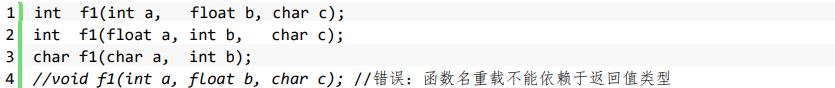 1 int  f1(int a,   float b, char c);
2 int  f1(float a, int b,   char c);
3 char f1(char a,  int b);
4 //void f1(int a, float b, char c); //错误：函数名重载不能依赖于返回值类型